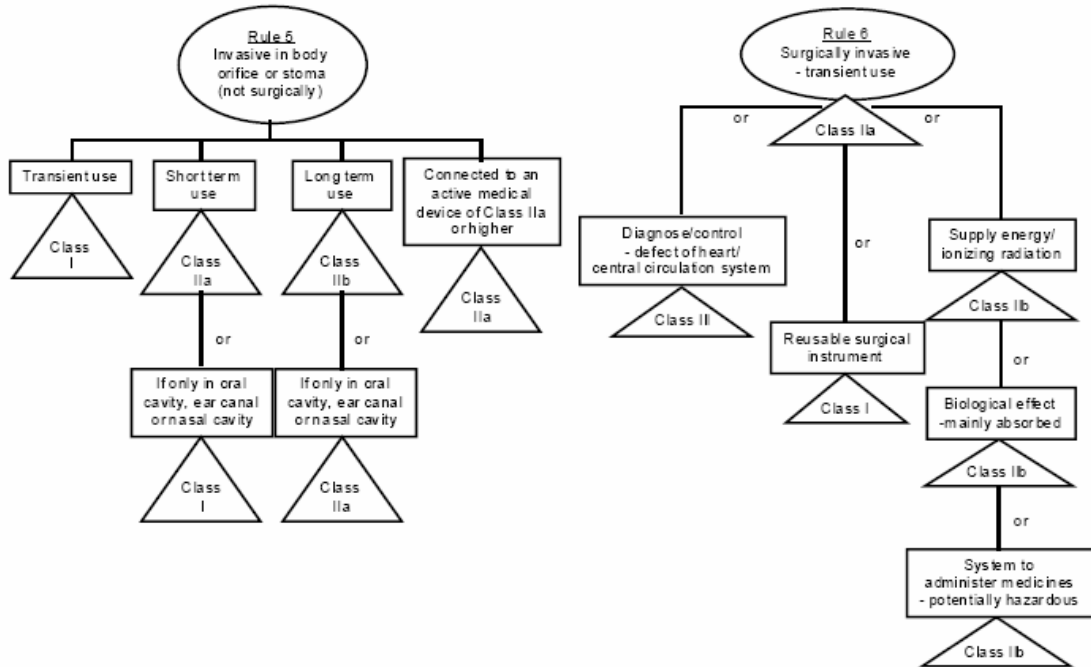 Rule 5
Invasive in body
orifice or stoma
(not surgically)
Transient use
Class
I
Short term
use
Class
IIa
or
If only in oral
cavity, ear canal
or nasal cavity
Class
I
Long term
use
Class
IIb
or
If only in oral
cavity, ear canal
or nasal cavity
Class
IIa
Connected to an
active medical
device of Class IIa
or higher
Class
IIa
Rule 6
Surgically invasive
- transient use
Class IIa
or
Diagnose/control
- defect of heart/
central circulation system
Class III
or
Reusable surgical
instrument
Class I
or
Supply energy/
ionizing radiation
Class IIb
or
Biological effect
-mainly absorbed
Class IIb
or
System to
administer medicines
- potentially hazardous
Class IIb